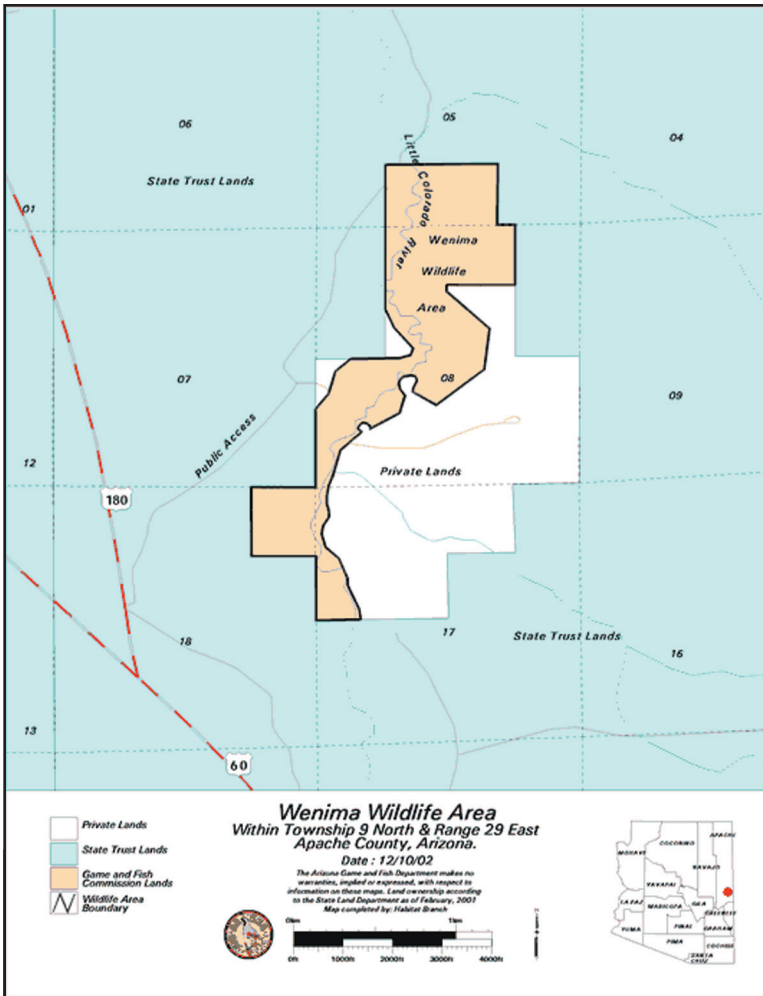 06
05
04
State Trust Lands
01
Little Colorado River
Wenima
Wildlife
Area
07
08
09
Public Access
12
Private Lands
180
18
17
State Trust Lands
16
13
60
Private Lands
State Trust Lands
Game and Fish
Commission Lands
Wildlife Area
Boundary
Wenima Wildlife Area
Within Township 9 North & Range 29 East
Apache County, Arizona.
Date : 12/10/02
The Arizona Game and Fish Department makes no
warranties, implied or expressed, with respect to
information on these maps. Land ownership according
to the State Land Department as of February, 2001
Map completed by: Habitat Branch
0km 1km
0ft 1000ft 2000ft 3000ft 4000ft
APACHE
COCONINO
MOHAVE
NAVAJO
YAVAPAI
LA PAZ
GILA
MARICOPA
GREENLEE
YUMA
PINAL
GRAHAM
PIMA
COCHISE
SANTA
CRUZ